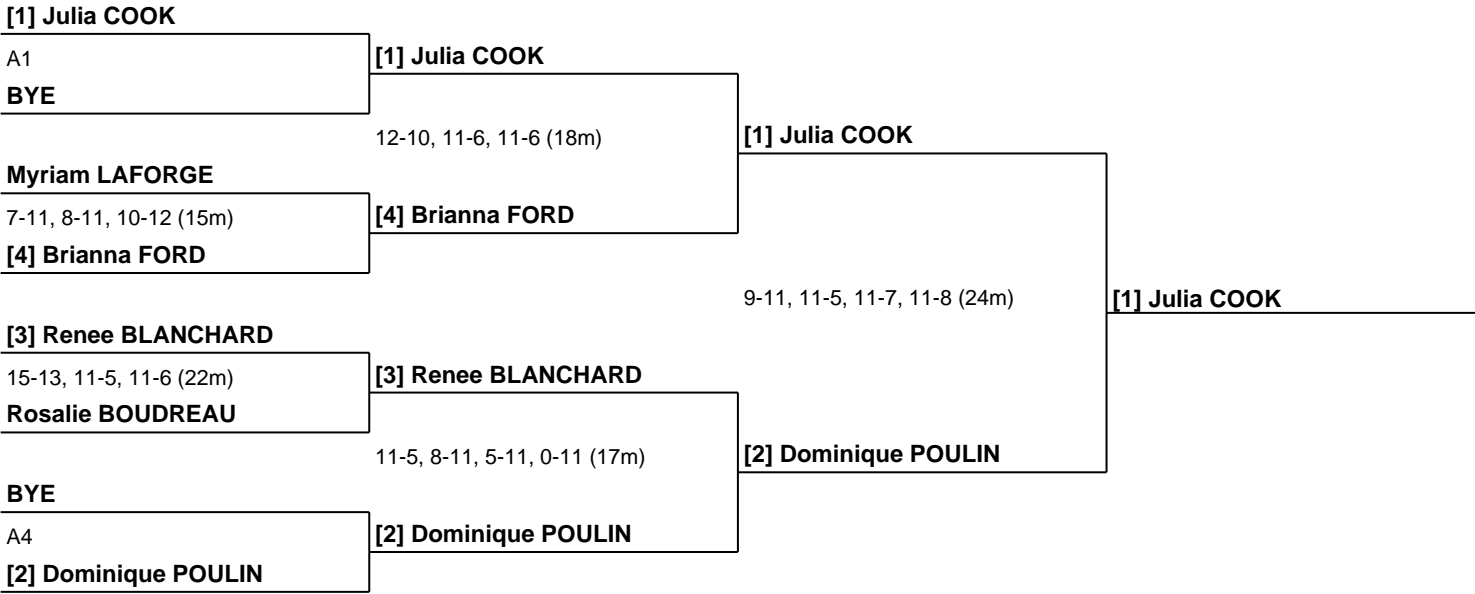 [1] Julia COOK
A1
BYE
[1] Julia COOK
12-10, 11-6, 11-6 (18m)
[1] Julia COOK
Myriam LAFORGE
7-11, 8-11, 10-12 (15m)
[4] Brianna FORD
[4] Brianna FORD
9-11, 11-5, 11-7, 11-8 (24m)
[1] Julia COOK
[3] Renee BLANCHARD
15-13, 11-5, 11-6 (22m)
Rosalie BOUDREAU
[3] Renee BLANCHARD
11-5, 8-11, 5-11, 0-11 (17m)
[2] Dominique POULIN
BYE
A4
[2] Dominique POULIN
[2] Dominique POULIN